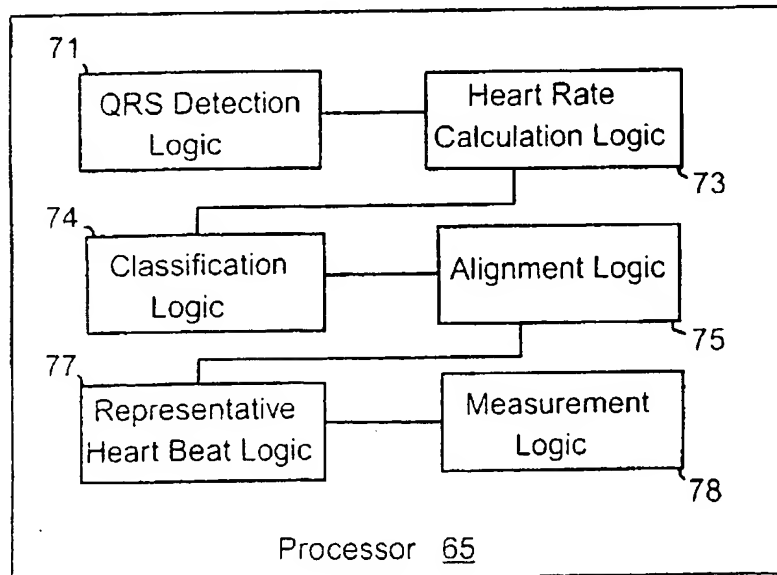 71
QRS Detection
Logic
Heart Rate
Calculation Logic
73
74
Classification
Logic
Alignment Logic
75
77
Representative
Heart Beat Logic
Measurement
Logic
78
Processor 65